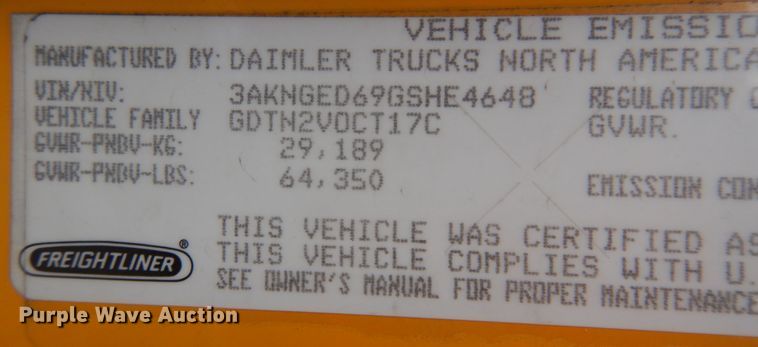 VEHICLE EMISSIO
MANUFACTURED BY: DAIMLER TRUCKS NORTH AMERICA
VIN/NIV: 3AKNGED69GSHE4648 REGULATORY
VEHICLE FAMILY GDTN2VOCT17C GVWR.
GVWR-PNBV-KG: 29,189
GVWR-PNBV-LBS: 64,350 EMISSION CON
THIS VEHICLE WAS CERTIFIED AS
THIS VEHICLE COMPLIES WITH U.
SEE OWNER'S MANUAL FOR PROPER MAINTENANCE
FREIGHTLINER®
Purple Wave Auction